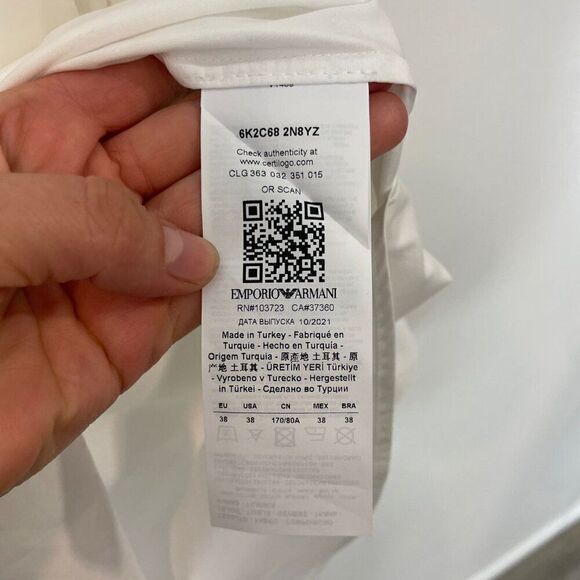 6K2C68 2N8YZ
Check authenticity at
www.certilogo.com
CLG 363 032 351 015
OR SCAN
EMPORIO ARMANI
RN#103723 CA#37360
ДАТА ВЫПУСКА 10/2021
Made in Turkey - Fabriqué en
Turquie - Hecho en Turquía -
Origem Turquia - 原產地 土耳其 - 原
产地 土耳其 - ÜRETİM YERİ Türkiye
- Vyrobeno v Turecko - Hergestellt
in Türkei - Сделано во Турции
EU USA CN MEX BRA
38 38 170/80A 38 38